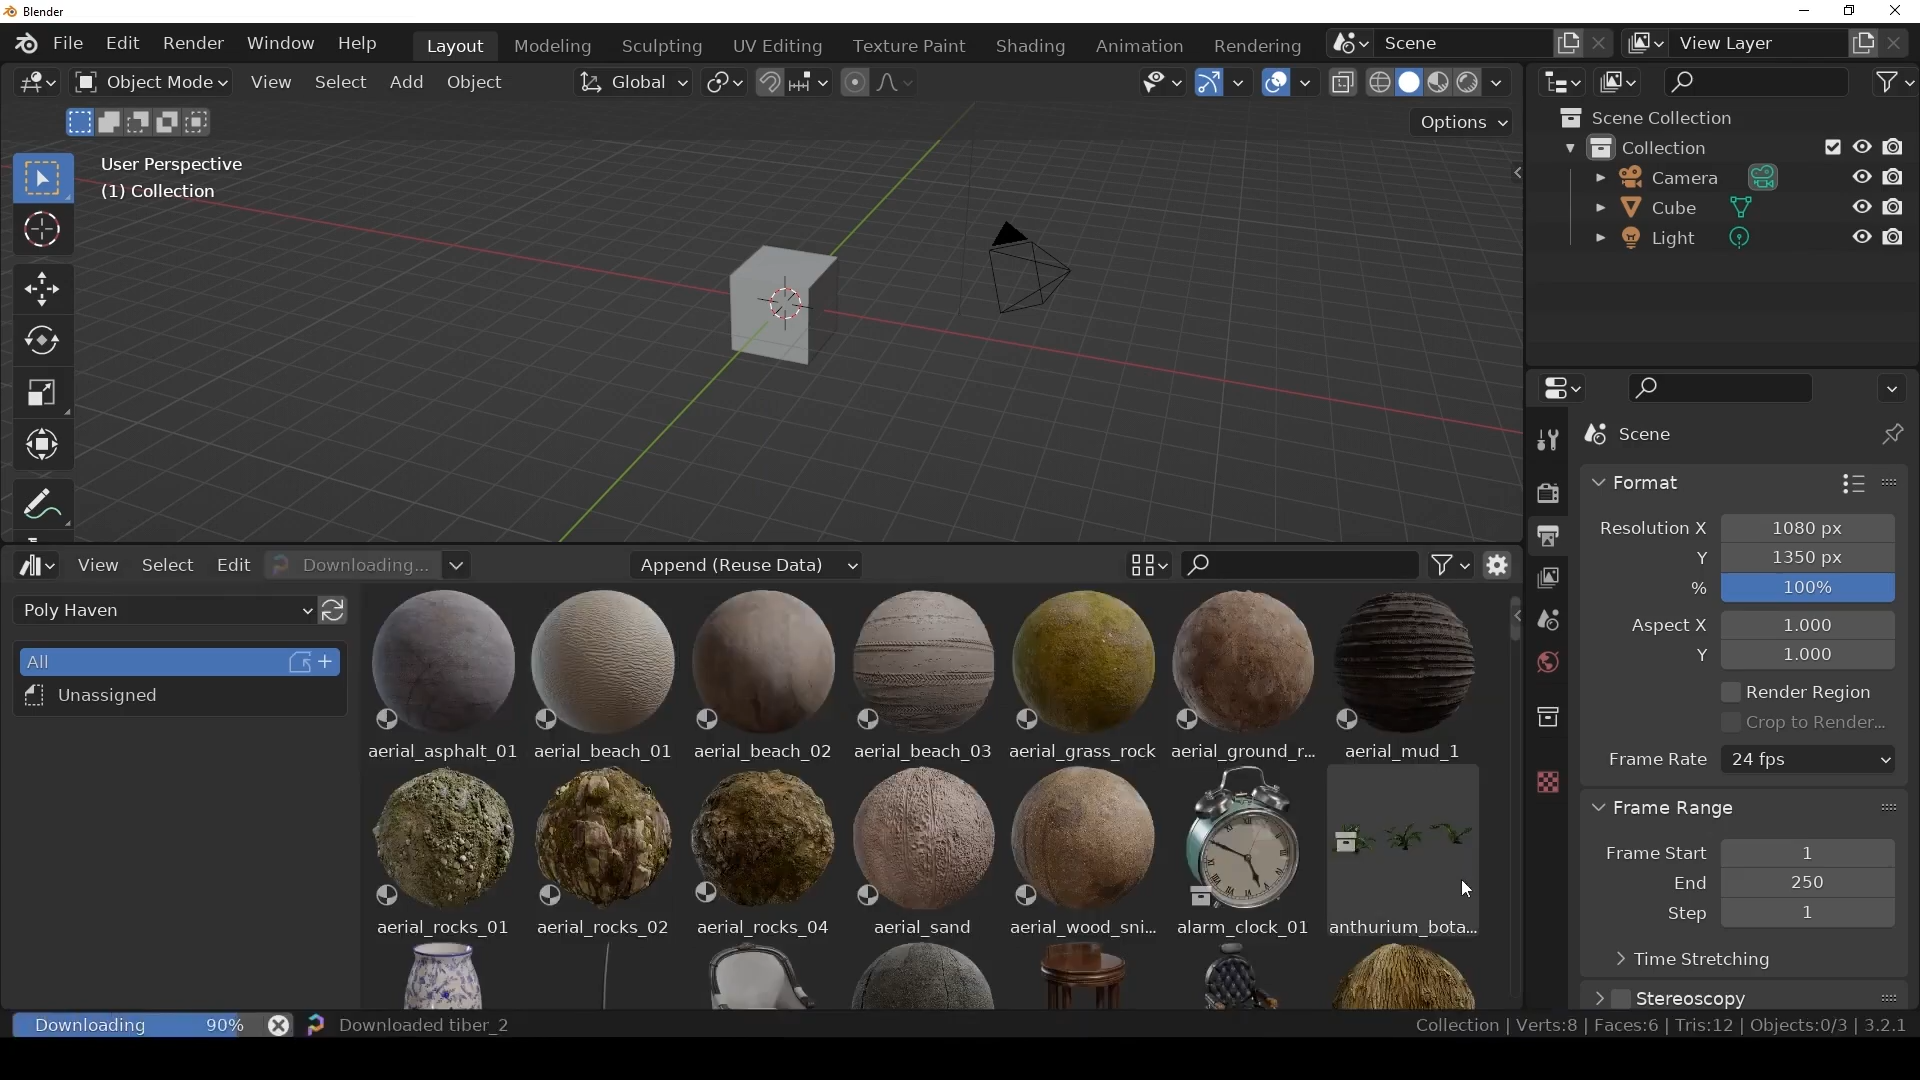 Blender
File Edit Render Window Help Layout Modeling Sculpting UV Editing Texture Paint Shading Animation Rendering Scene View Layer
Object Mode View Select Add Object Global
Options
User Perspective
(1) Collection
Scene Collection
Collection
Camera
Cube
Light
Scene
Format
Resolution X 1080 px
Y 1350 px
% 100%
Aspect X 1.000
Y 1.000
Render Region
Crop to Render...
Frame Rate 24 fps
Frame Range
Frame Start 1
End 250
Step 1
Time Stretching
Stereoscopy
View Select Edit Downloading... Append (Reuse Data)
Poly Haven
All
Unassigned
aerial_asphalt_01 aerial_beach_01 aerial_beach_02 aerial_beach_03 aerial_grass_rock aerial_ground_r... aerial_mud_1
aerial_rocks_01 aerial_rocks_02 aerial_rocks_04 aerial_sand aerial_wood_sni... alarm_clock_01 anthurium_bota...
Downloading 90% Downloaded tiber_2 Collection | Verts:8 | Faces:6 | Tris:12 | Objects:0/3 | 3.2.1